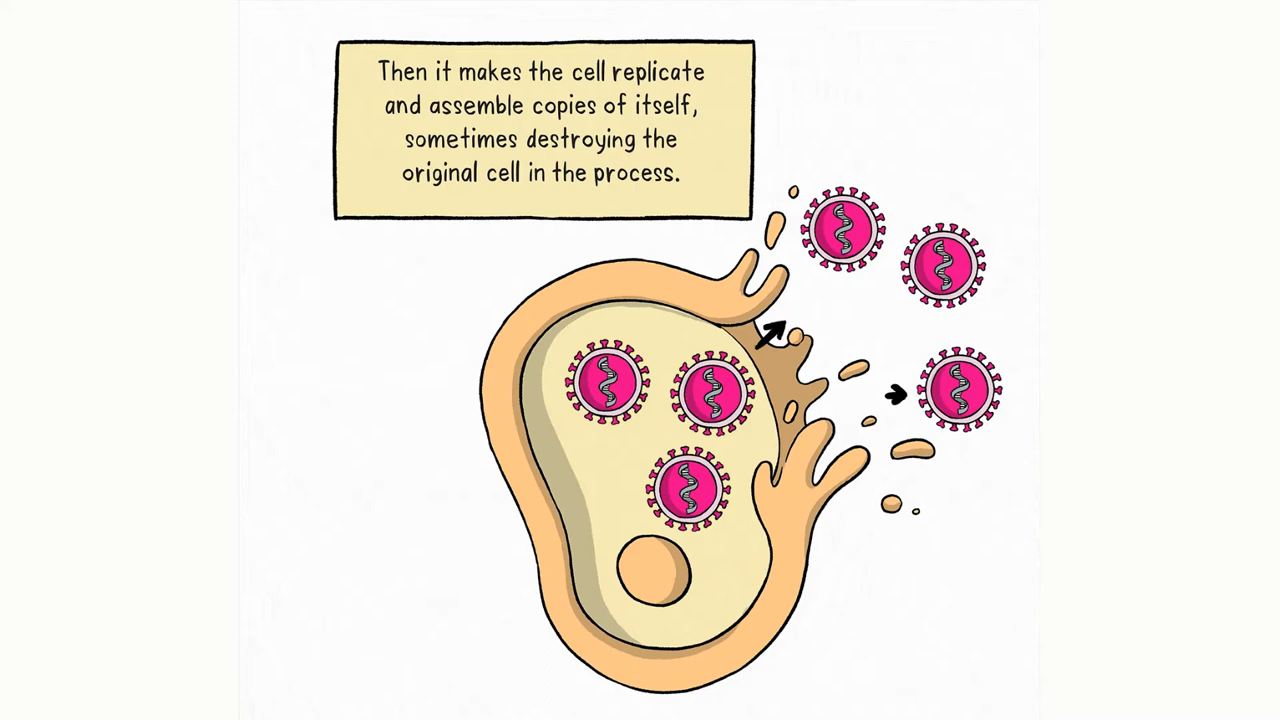 Then it makes the cell replicate
and assemble copies of itself,
sometimes destroying the
original cell in the process.